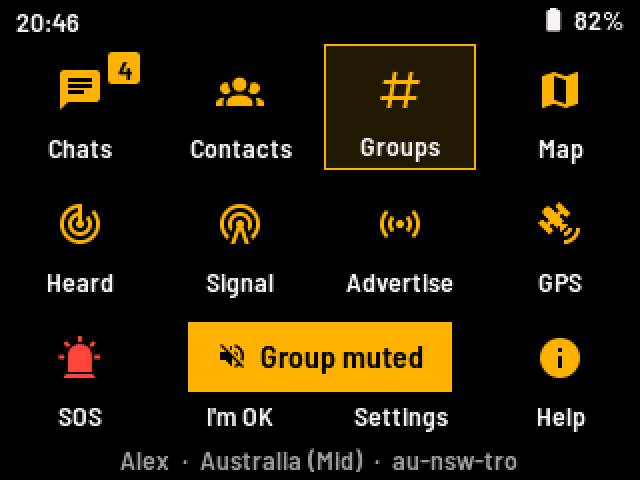 20:46 82%
4
Chats Contacts Groups Map
Heard Signal Advertise GPS
Group muted
SOS I'm OK Settings Help
Alex · Australia (Mid) · au-nsw-tro